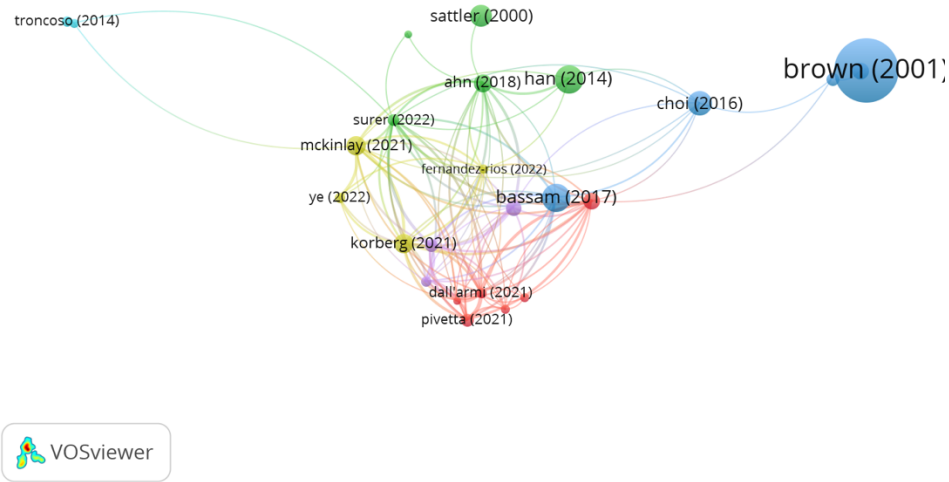 troncoso (2014)
sattler (2000)
brown (2001)
ahn (2018)
han (2014)
choi (2016)
surer (2022)
mckinlay (2021)
fernandez-rios (2022)
ye (2022)
bassam (2017)
korberg (2021)
dall'armi (2021)
pivetta (2021)
VOSviewer